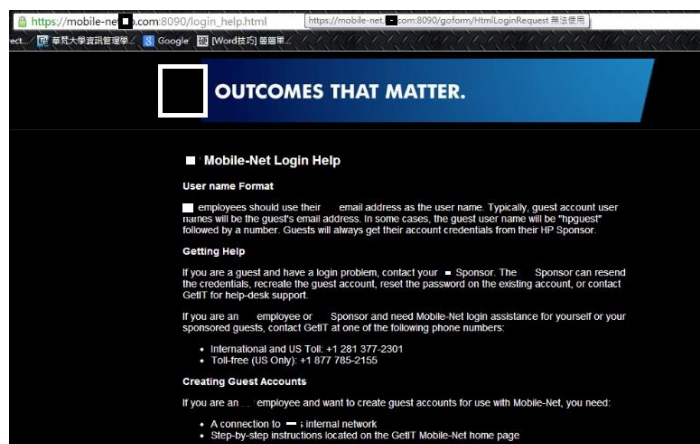 https://mobile-net. .com:8090/login_help.html
https://mobile-net. com:8090/goform/HtmlLoginRequest 無法使用
ect... 華梵大學資訊管理學... Google [Word技巧]
OUTCOMES THAT MATTER.
Mobile-Net Login Help
User name Format
employees should use their email address as the user name. Typically, guest account user
names will be the guest's email address. In some cases, the guest user name will be "hpguest"
followed by a number. Guests will always get their account credentials from their HP Sponsor.
Getting Help
If you are a guest and have a login problem, contact your Sponsor. The Sponsor can resend
the credentials, recreate the guest account, reset the password on the existing account, or contact
GetIT for help-desk support.
If you are an employee or Sponsor and need Mobile-Net login assistance for yourself or your
sponsored guests, contact GetIT at one of the following phone numbers:
• International and US Toll: +1 281 377-2301
• Toll-free (US Only): +1 877 785-2155
Creating Guest Accounts
If you are an employee and want to create guest accounts for use with Mobile-Net, you need:
• A connection to internal network
• Step-by-step instructions located on the GetIT Mobile-Net home page